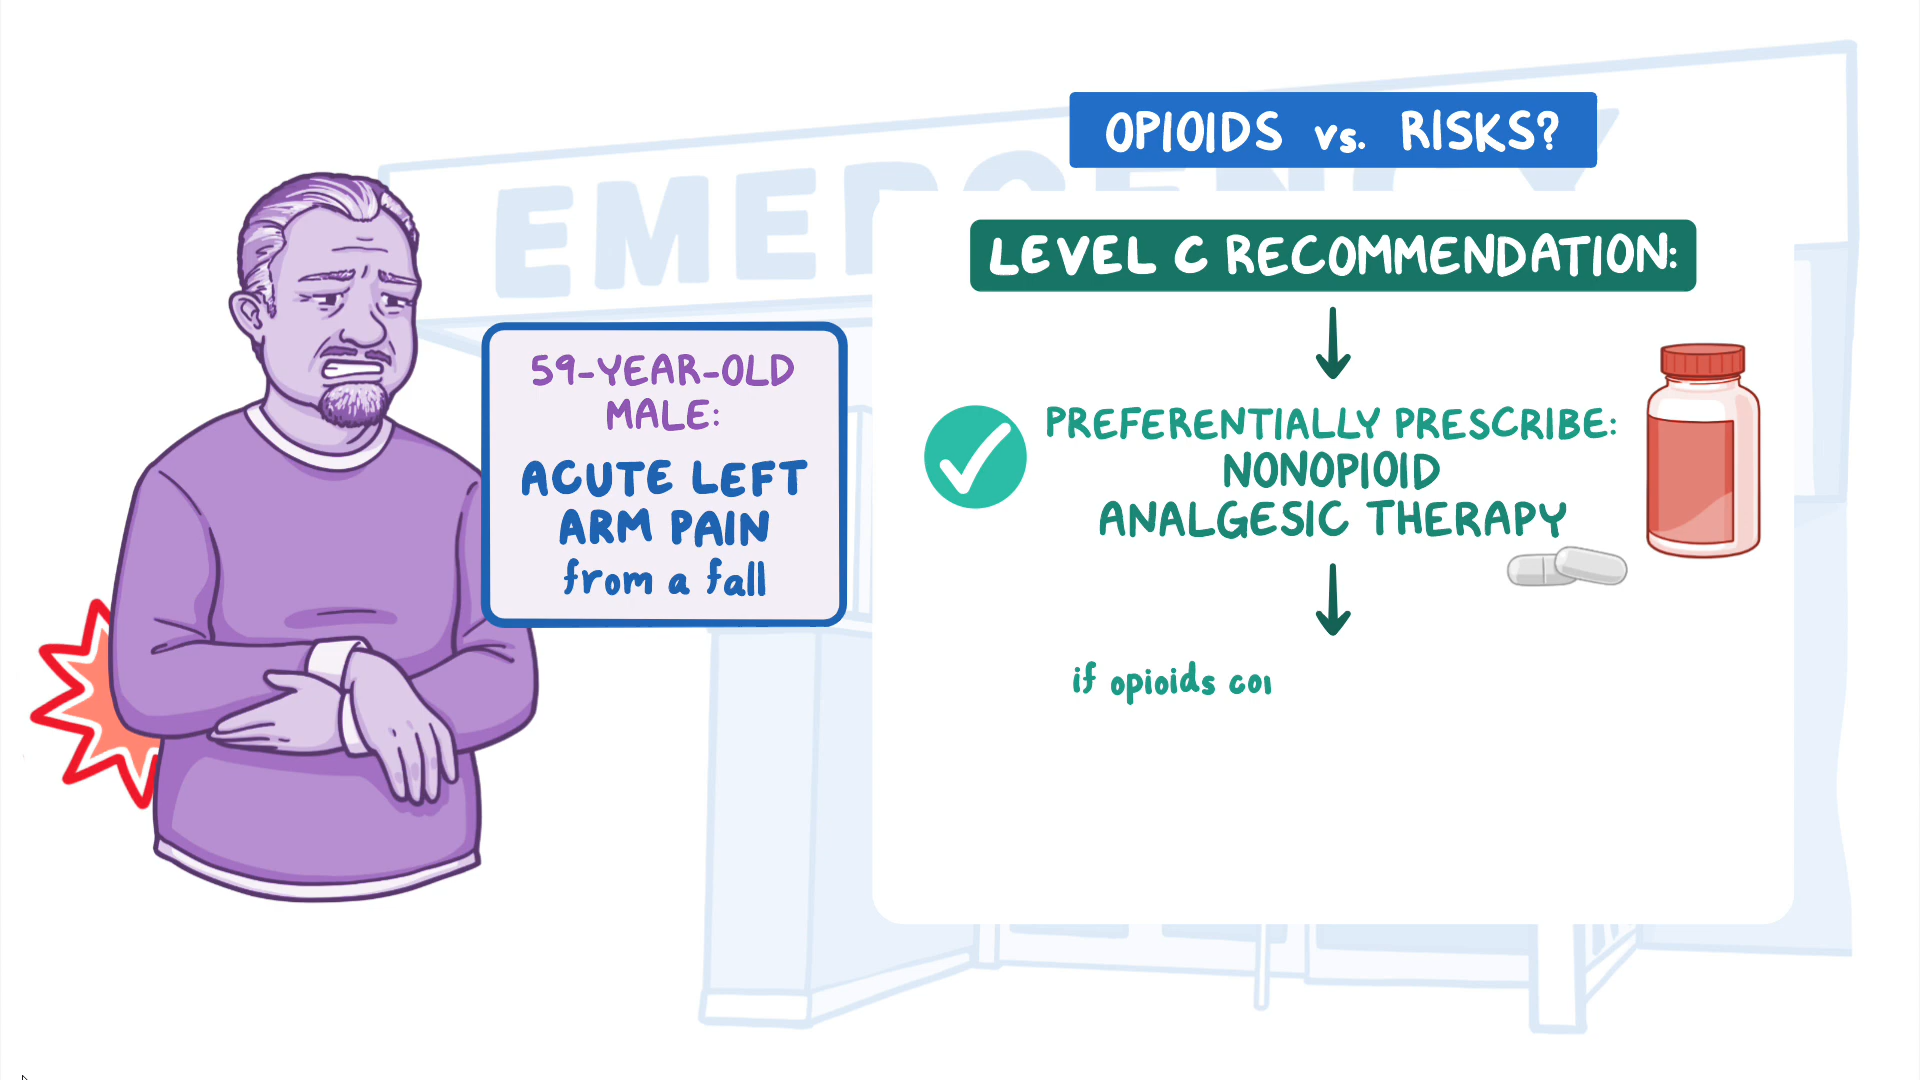 EMERGENCY
OPIOIDS vs. RISKS?
LEVEL C RECOMMENDATION:
59-YEAR-OLD
MALE:
ACUTE LEFT
ARM PAIN
from a fall
PREFERENTIALLY PRESCRIBE:
NONOPIOID
ANALGESIC THERAPY
if opioids